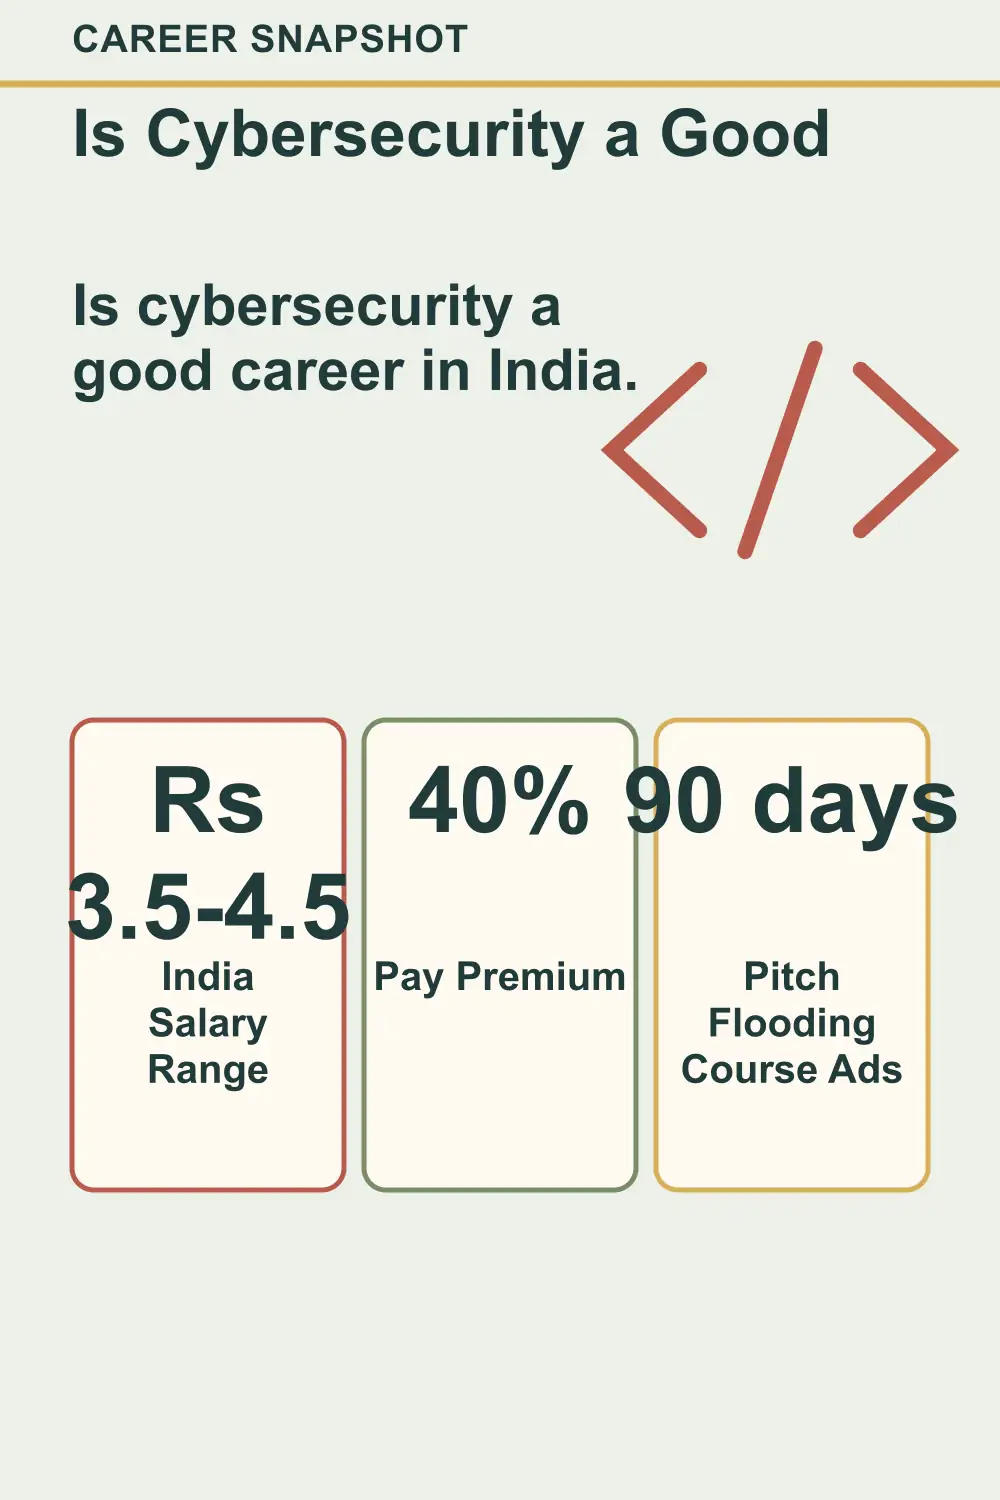 CAREER SNAPSHOT
Is Cybersecurity a Good
Is cybersecurity a
good career in India.
Rs
3.5-4.5
India
Salary
Range
40%
Pay Premium
90 days
Pitch
Flooding
Course Ads